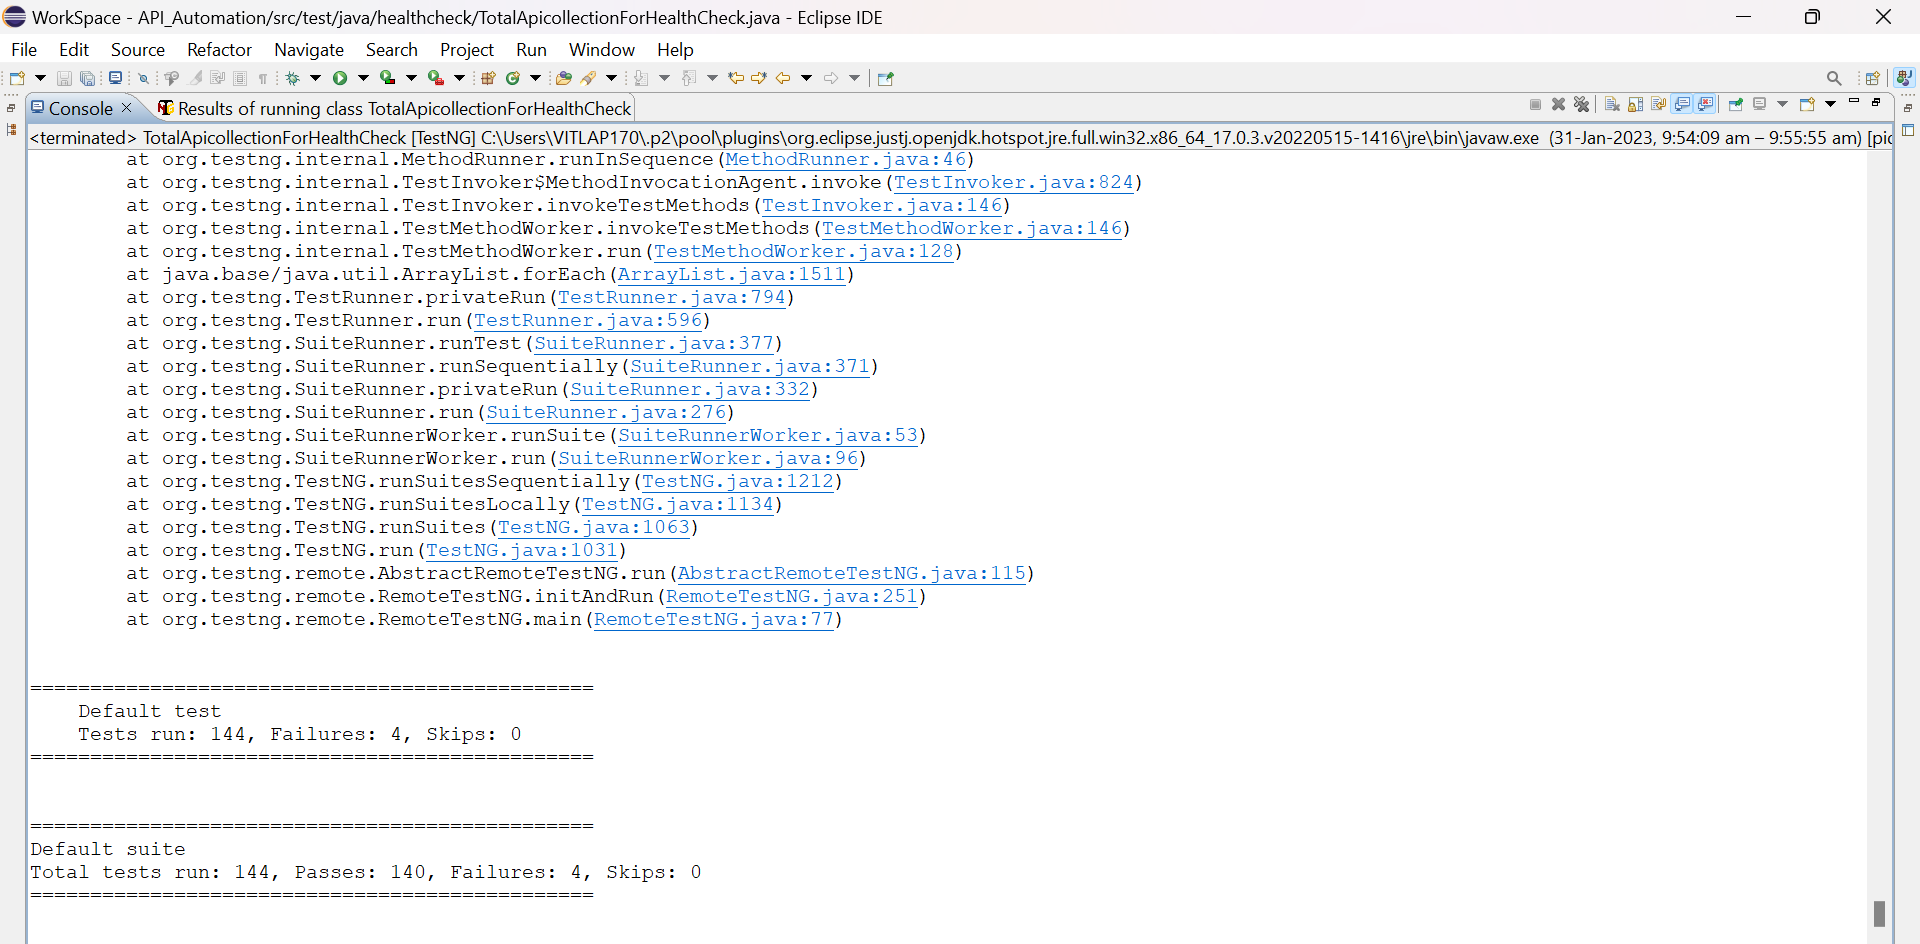 WorkSpace - API_Automation/src/test/java/healthcheck/TotalApicollectionForHealthCheck.java - Eclipse IDE
File Edit Source Refactor Navigate Search Project Run Window Help
Console Results of running class TotalApicollectionForHealthCheck
<terminated> TotalApicollectionForHealthCheck [TestNG] C:\Users\VITLAP170\.p2\pool\plugins\org.eclipse.justj.openjdk.hotspot.jre.full.win32.x86_64_17.0.3.v20220515-1416\jre\bin\javaw.exe (31-Jan-2023, 9:54:09 am – 9:55:55 am) [pic
at org.testng.internal.MethodRunner.runInSequence(MethodRunner.java:46)
at org.testng.internal.TestInvoker$MethodInvocationAgent.invoke(TestInvoker.java:824)
at org.testng.internal.TestInvoker.invokeTestMethods(TestInvoker.java:146)
at org.testng.internal.TestMethodWorker.invokeTestMethods(TestMethodWorker.java:146)
at org.testng.internal.TestMethodWorker.run(TestMethodWorker.java:128)
at java.base/java.util.ArrayList.forEach(ArrayList.java:1511)
at org.testng.TestRunner.privateRun(TestRunner.java:794)
at org.testng.TestRunner.run(TestRunner.java:596)
at org.testng.SuiteRunner.runTest(SuiteRunner.java:377)
at org.testng.SuiteRunner.runSequentially(SuiteRunner.java:371)
at org.testng.SuiteRunner.privateRun(SuiteRunner.java:332)
at org.testng.SuiteRunner.run(SuiteRunner.java:276)
at org.testng.SuiteRunnerWorker.runSuite(SuiteRunnerWorker.java:53)
at org.testng.SuiteRunnerWorker.run(SuiteRunnerWorker.java:96)
at org.testng.TestNG.runSuitesSequentially(TestNG.java:1212)
at org.testng.TestNG.runSuitesLocally(TestNG.java:1134)
at org.testng.TestNG.runSuites(TestNG.java:1063)
at org.testng.TestNG.run(TestNG.java:1031)
at org.testng.remote.AbstractRemoteTestNG.run(AbstractRemoteTestNG.java:115)
at org.testng.remote.RemoteTestNG.initAndRun(RemoteTestNG.java:251)
at org.testng.remote.RemoteTestNG.main(RemoteTestNG.java:77)
===============================================
Default test
Tests run: 144, Failures: 4, Skips: 0
===============================================
===============================================
Default suite
Total tests run: 144, Passes: 140, Failures: 4, Skips: 0
===============================================